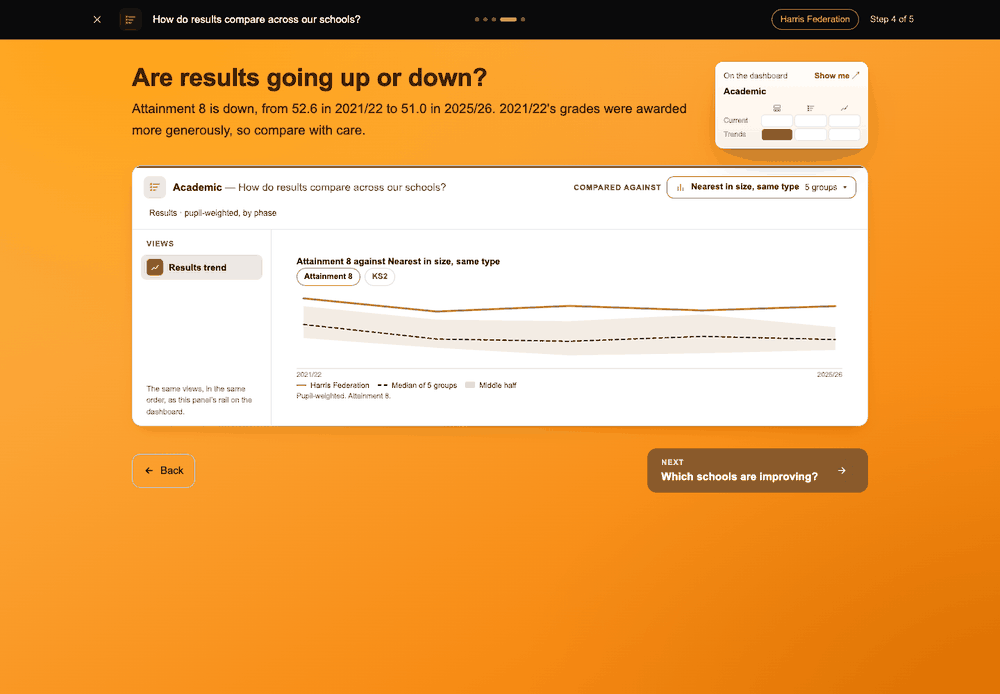 How do results compare across our schools?
Harris Federation
Step 4 of 5
Are results going up or down?
Attainment 8 is down, from 52.6 in 2021/22 to 51.0 in 2025/26. 2021/22's grades were awarded
more generously, so compare with care.
On the dashboard
Show me
Academic
Current
Trends
Academic — How do results compare across our schools?
COMPARED AGAINST
Nearest in size, same type 5 groups
Results · pupil-weighted, by phase
VIEWS
Results trend
The same views, in the same
order, as this panel's rail on the
dashboard.
Attainment 8 against Nearest in size, same type
Attainment 8
KS2
2021/22
2025/26
Harris Federation
Median of 5 groups
Middle half
Pupil-weighted. Attainment 8.
← Back
NEXT
Which schools are improving? →